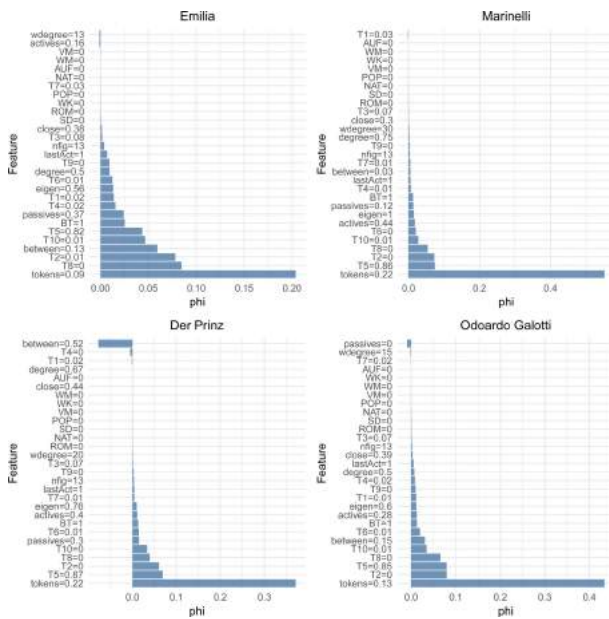 Emilia
wdegree=13
actives=0.16
VM=0
WM=0
AUF=0
NAT=0
T7=0.03
POP=0
WK=0
ROM=0
SD=0
close=0.38
T3=0.08
nfig=13
lastAct=1
T9=0
degree=0.5
T6=0.01
eigen=0.56
T1=0.02
T4=0.02
passives=0.37
BT=1
T5=0.82
T10=0.01
between=0.13
T2=0.01
T8=0
tokens=0.09
Feature
0.00 0.05 0.10 0.15 0.20
phi
Marinelli
T1=0.03
AUF=0
WM=0
WK=0
VM=0
POP=0
NAT=0
SD=0
ROM=0
T3=0.07
close=0.3
wdegree=30
degree=0.75
T9=0
nfig=13
T7=0.01
between=0.03
lastAct=1
T4=0.01
BT=1
passives=0.12
eigen=1
actives=0.44
T6=0
T10=0.01
T8=0
T2=0
T5=0.86
tokens=0.22
Feature
0.0 0.2 0.4
phi
Der Prinz
between=0.52
T4=0
T1=0.02
degree=0.67
AUF=0
close=0.44
WM=0
WK=0
VM=0
POP=0
SD=0
NAT=0
ROM=0
wdegree=20
T3=0.07
T9=0
nfig=13
lastAct=1
T7=0.01
eigen=0.76
actives=0.4
BT=1
T6=0.01
passives=0.3
T10=0
T8=0
T2=0
T5=0.87
tokens=0.22
Feature
0.0 0.1 0.2 0.3
phi
Odoardo Galotti
passives=0
wdegree=15
T7=0.02
AUF=0
WK=0
WM=0
VM=0
POP=0
NAT=0
SD=0
ROM=0
T3=0.07
nfig=13
close=0.39
lastAct=1
degree=0.5
T4=0.02
T9=0
T1=0.01
eigen=0.6
actives=0.28
BT=1
T6=0.01
between=0.15
T10=0.01
T8=0
T5=0.85
T2=0
tokens=0.13
Feature
0.0 0.1 0.2 0.3 0.4
phi